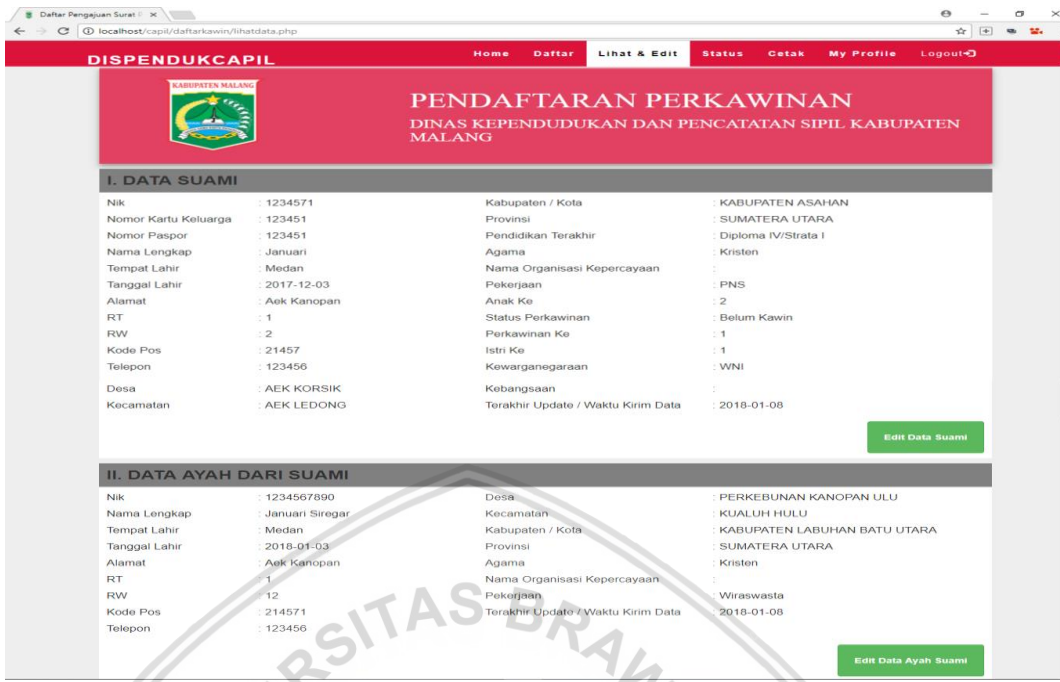 Daftar Pengajuan Surat
localhost/capil/daftarkawin/lihatdata.php
DISPENDUKCAPIL Home Daftar Lihat & Edit Status Cetak My Profile Logout
KABUPATEN MALANG
PENDAFTARAN PERKAWINAN
DINAS KEPENDUDUKAN DAN PENCATATAN SIPIL KABUPATEN
MALANG
I. DATA SUAMI
Nik : 1234571 Kabupaten / Kota : KABUPATEN ASAHAN
Nomor Kartu Keluarga : 123451 Provinsi : SUMATERA UTARA
Nomor Paspor : 123451 Pendidikan Terakhir : Diploma IV/Strata I
Nama Lengkap : Januari Agama : Kristen
Tempat Lahir : Medan Nama Organisasi Kepercayaan :
Tanggal Lahir : 2017-12-03 Pekerjaan : PNS
Alamat : Aek Kanopan Anak Ke : 2
RT : 1 Status Perkawinan : Belum Kawin
RW : 2 Perkawinan Ke : 1
Kode Pos : 21457 Istri Ke : 1
Telepon : 123456 Kewarganegaraan : WNI
Desa : AEK KORSIK Kebangsaan :
Kecamatan : AEK LEDONG Terakhir Update / Waktu Kirim Data : 2018-01-08
Edit Data Suami
II. DATA AYAH DARI SUAMI
Nik : 1234567890 Desa : PERKEBUNAN KANOPAN ULU
Nama Lengkap : Januari Siregar Kecamatan : KUALUH HULU
Tempat Lahir : Medan Kabupaten / Kota : KABUPATEN LABUHAN BATU UTARA
Tanggal Lahir : 2018-01-03 Provinsi : SUMATERA UTARA
Alamat : Aek Kanopan Agama : Kristen
RT : 1 Nama Organisasi Kepercayaan :
RW : 12 Pekerjaan : Wiraswasta
Kode Pos : 214571 Terakhir Update / Waktu Kirim Data : 2018-01-08
Telepon : 123456
Edit Data Ayah Suami